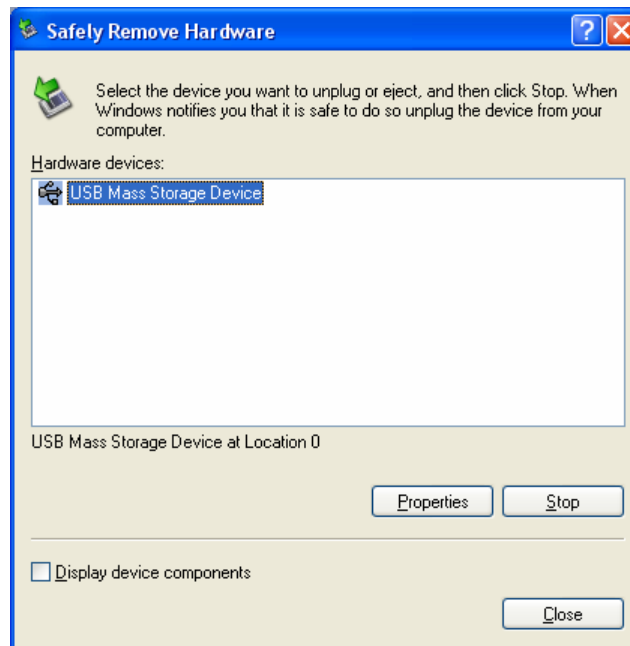 Safely Remove Hardware
Select the device you want to unplug or eject, and then click Stop. When
Windows notifies you that it is safe to do so unplug the device from your
computer.
Hardware devices:
USB Mass Storage Device
USB Mass Storage Device at Location 0
Properties
Stop
Display device components
Close